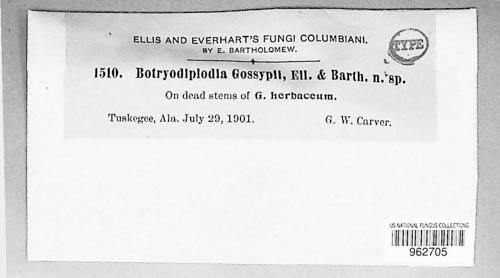 ELLIS AND EVERHART'S FUNGI COLUMBIANI.
BY E. BARTHOLOMEW.
TYPE
1510. Botryodiplodia Gossypii, Ell. & Barth. n. sp.
On dead stems of G. herbaceum.
Tuskegee, Ala. July 29, 1901. G. W. Carver.
US NATIONAL FUNGUS COLLECTIONS
962705